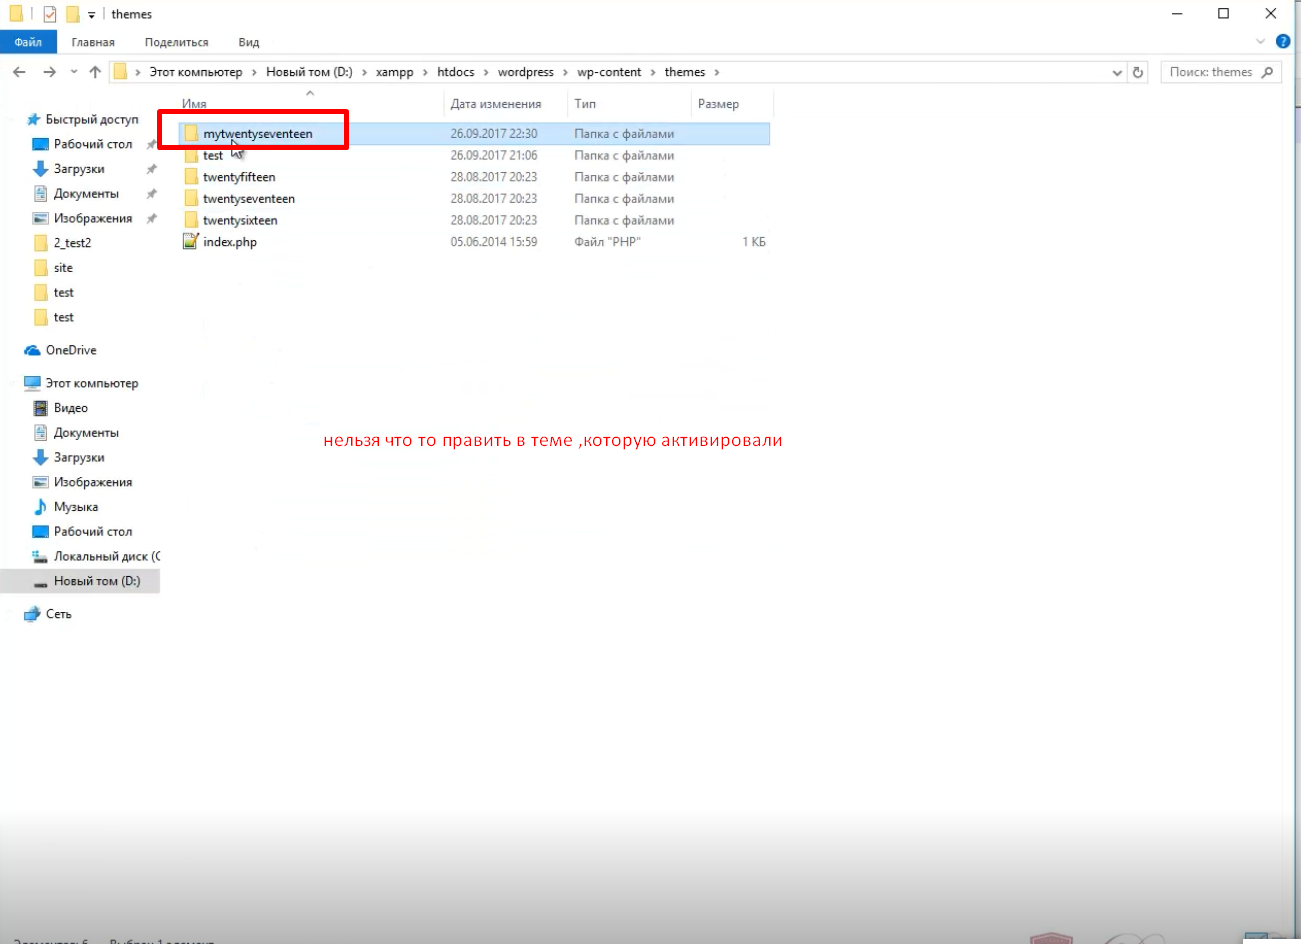 themes
Файл Главная Поделиться Вид
Этот компьютер Новый том (D:) xampp htdocs wordpress wp-content themes Поиск: themes
Имя Дата изменения Тип Размер
mytwentyseventeen 26.09.2017 22:30 Папка с файлами
test 26.09.2017 21:06 Папка с файлами
twentyfifteen 28.08.2017 20:23 Папка с файлами
twentyseventeen 28.08.2017 20:23 Папка с файлами
twentysixteen 28.08.2017 20:23 Папка с файлами
index.php 05.06.2014 15:59 Файл "PHP" 1 КБ
Быстрый доступ
Рабочий стол
Загрузки
Документы
Изображения
2_test2
site
test
test
OneDrive
Этот компьютер
Видео
Документы
Загрузки
Изображения
Музыка
Рабочий стол
Локальный диск (C
Новый том (D:)
Сеть
нельзя что то править в теме ,которую активировали